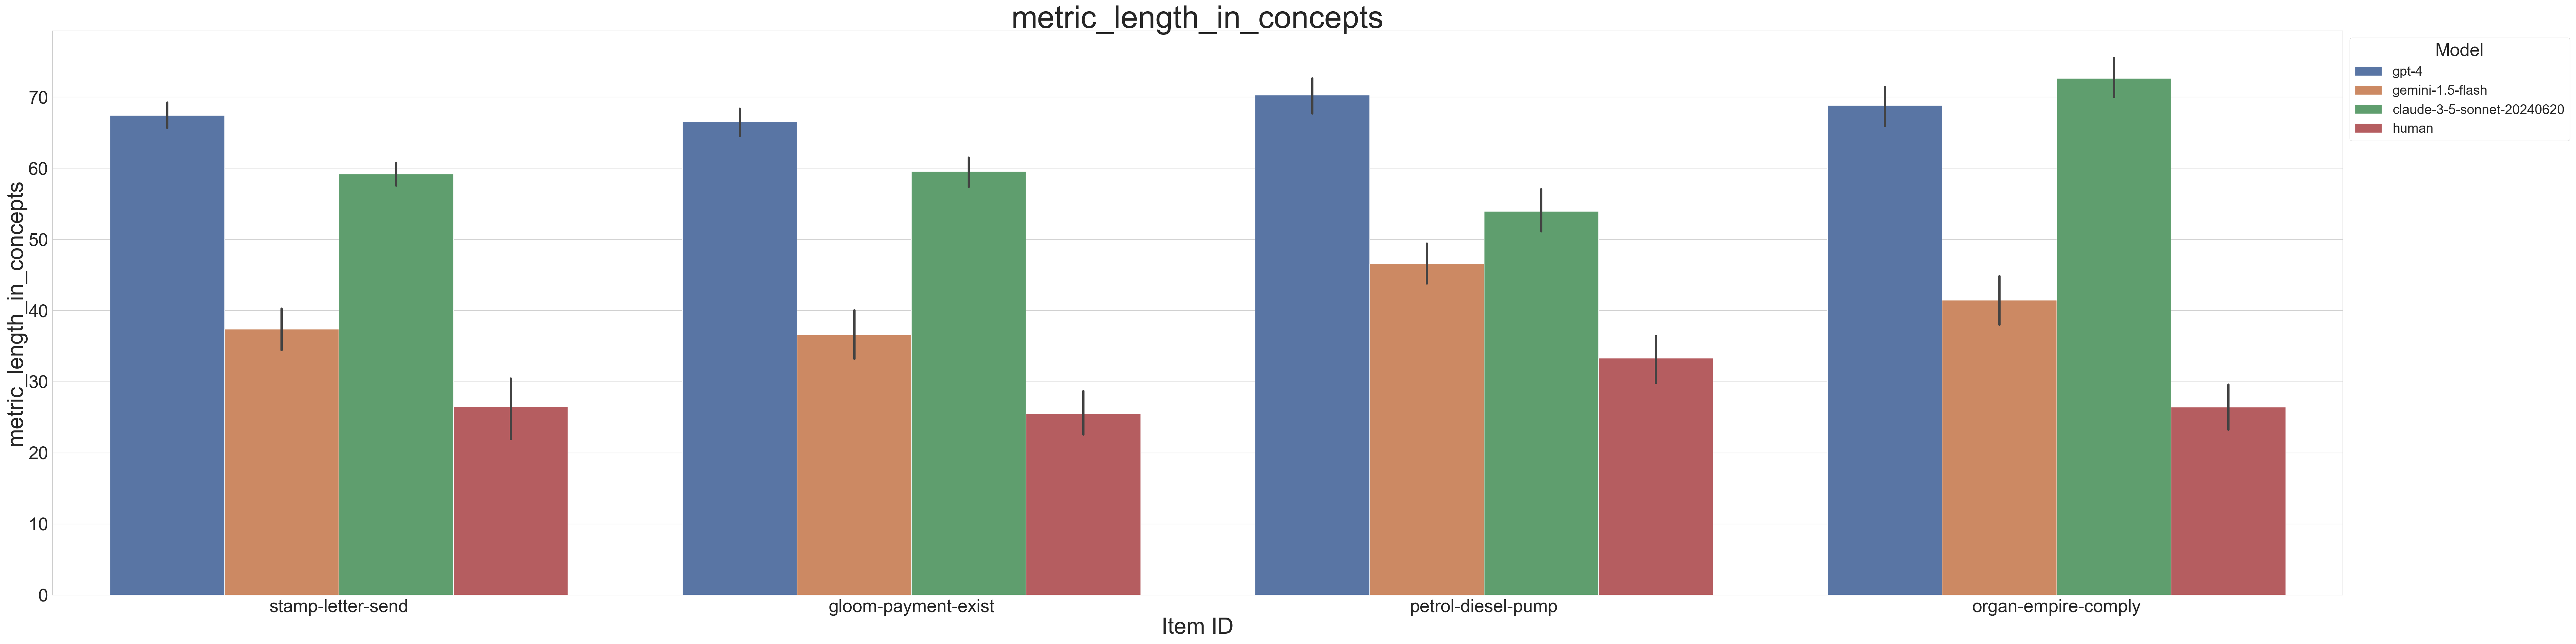 metric_length_in_concepts
metric_length_in_concepts
70
60
50
40
30
20
10
0
stamp-letter-send
gloom-payment-exist
petrol-diesel-pump
organ-empire-comply
Item ID
Model
gpt-4
gemini-1.5-flash
claude-3-5-sonnet-20240620
human